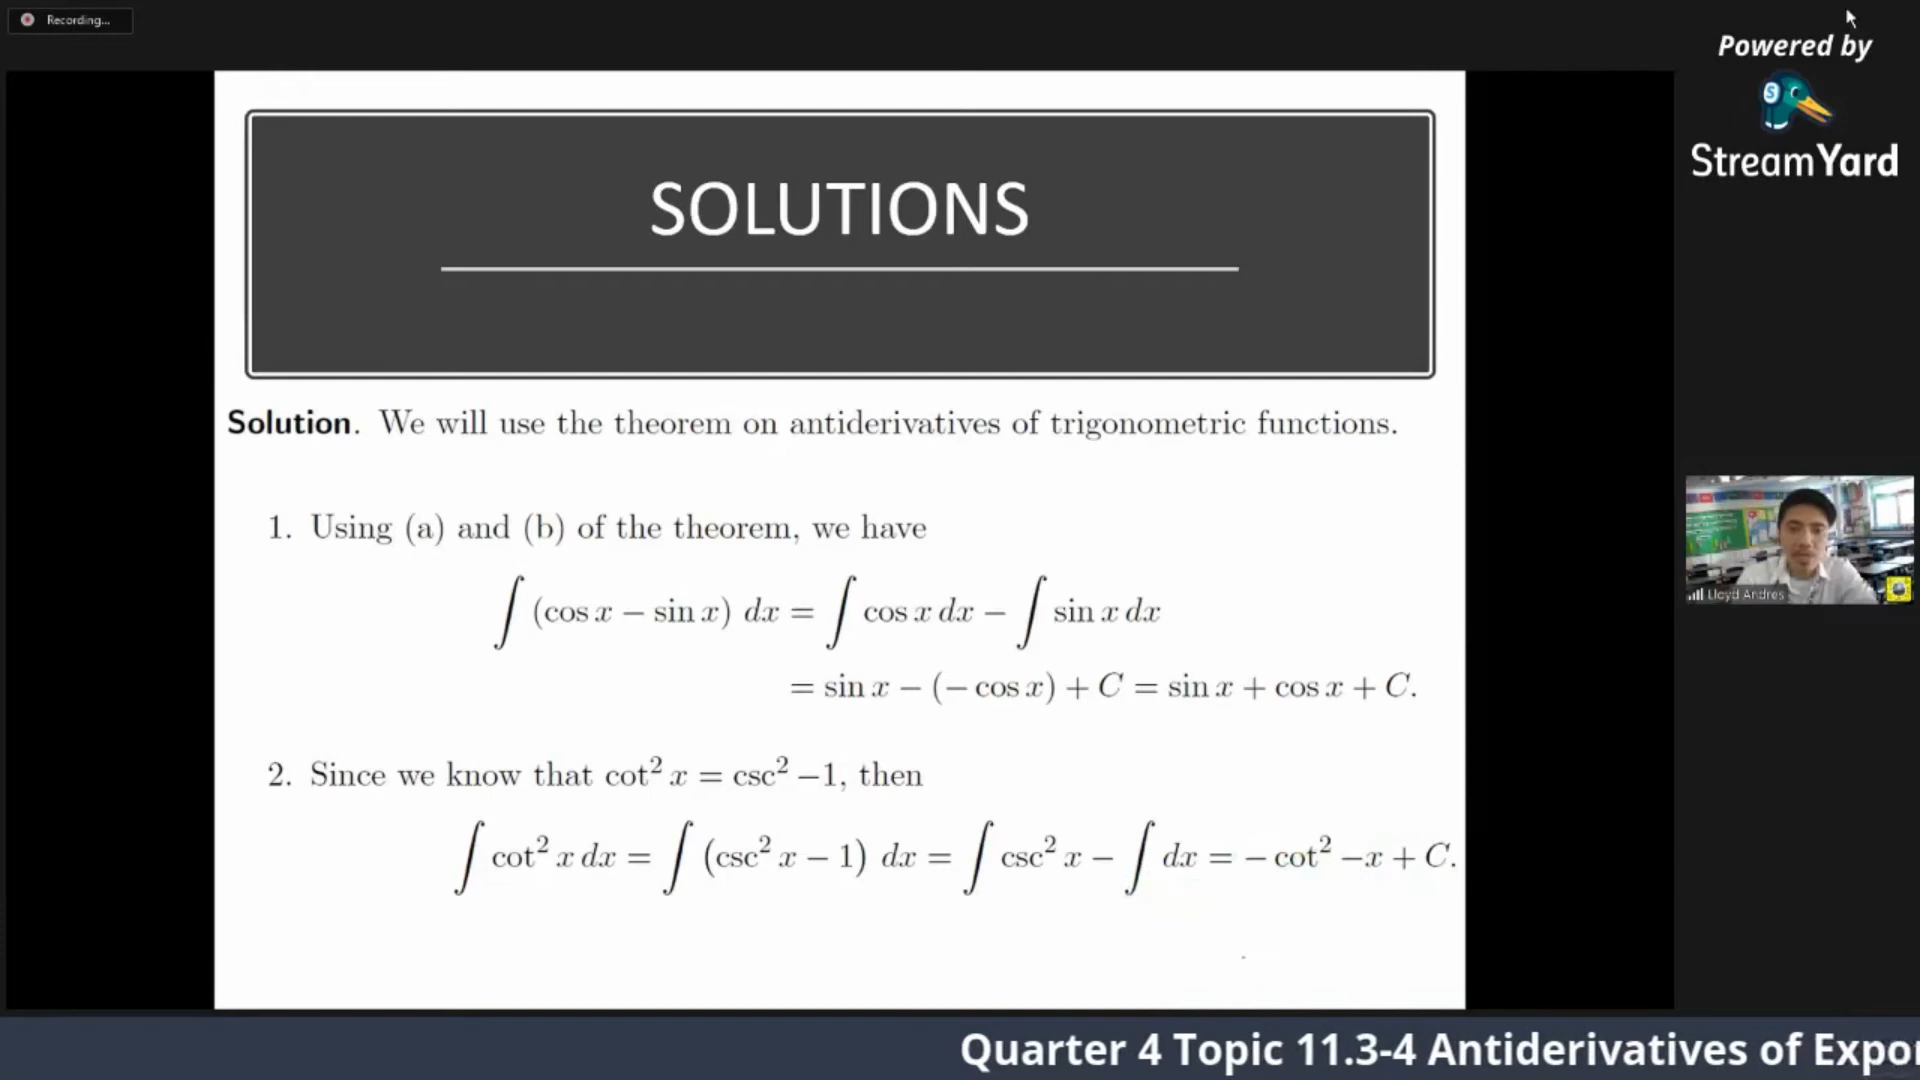 Recording...
Powered by
StreamYard
SOLUTIONS
Solution. We will use the theorem on antiderivatives of trigonometric functions.
1. Using (a) and (b) of the theorem, we have
∫ (cos x − sin x) dx = ∫ cos x dx − ∫ sin x dx
= sin x − (− cos x) + C = sin x + cos x + C.
2. Since we know that cot² x = csc² −1, then
∫ cot² x dx = ∫ (csc² x − 1) dx = ∫ csc² x − ∫ dx = − cot² −x + C.
Lloyd Andres
Quarter 4 Topic 11.3-4 Antiderivatives of Expo